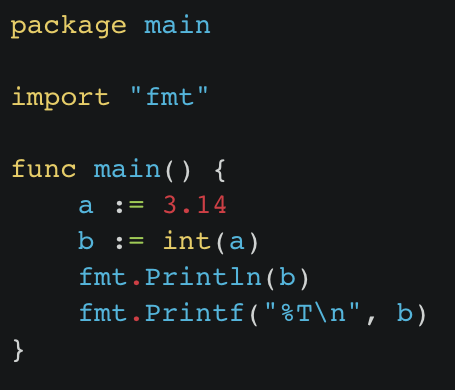 package main
import "fmt"
func main() {
    a := 3.14
    b := int(a)
    fmt.Println(b)
    fmt.Printf("%T\n", b)
}